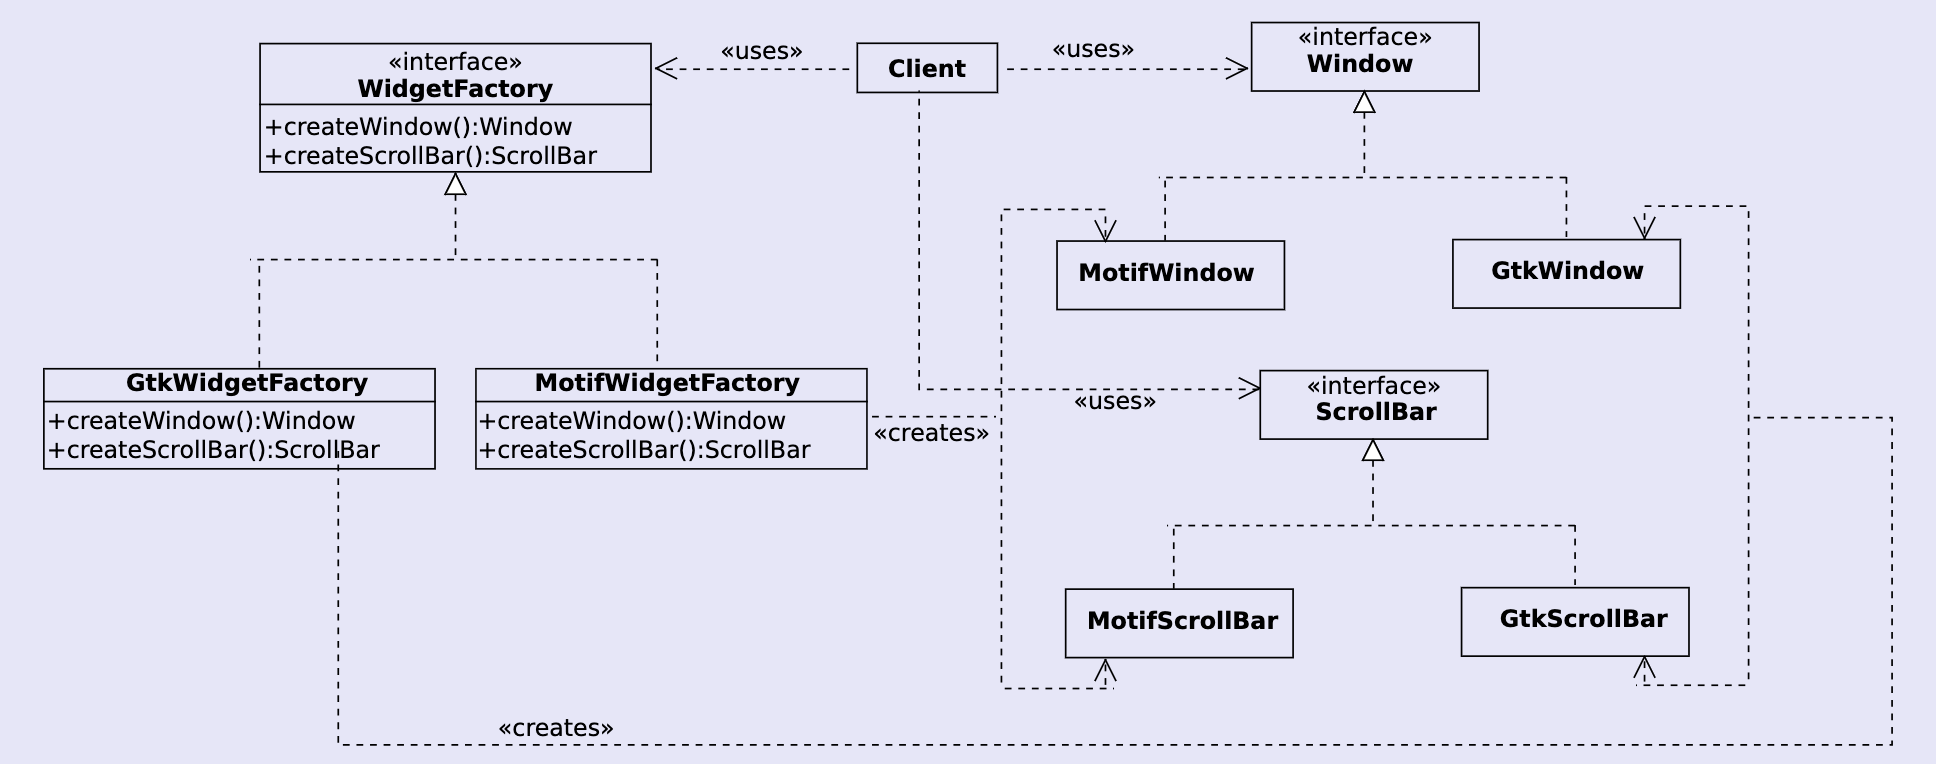 «interface»
WidgetFactory
+createWindow():Window
+createScrollBar():ScrollBar
«uses»
Client
«uses»
«interface»
Window
MotifWindow
GtkWindow
GtkWidgetFactory
+createWindow():Window
+createScrollBar():ScrollBar
MotifWidgetFactory
+createWindow():Window
+createScrollBar():ScrollBar
«creates»
«uses»
«interface»
ScrollBar
MotifScrollBar
GtkScrollBar
«creates»